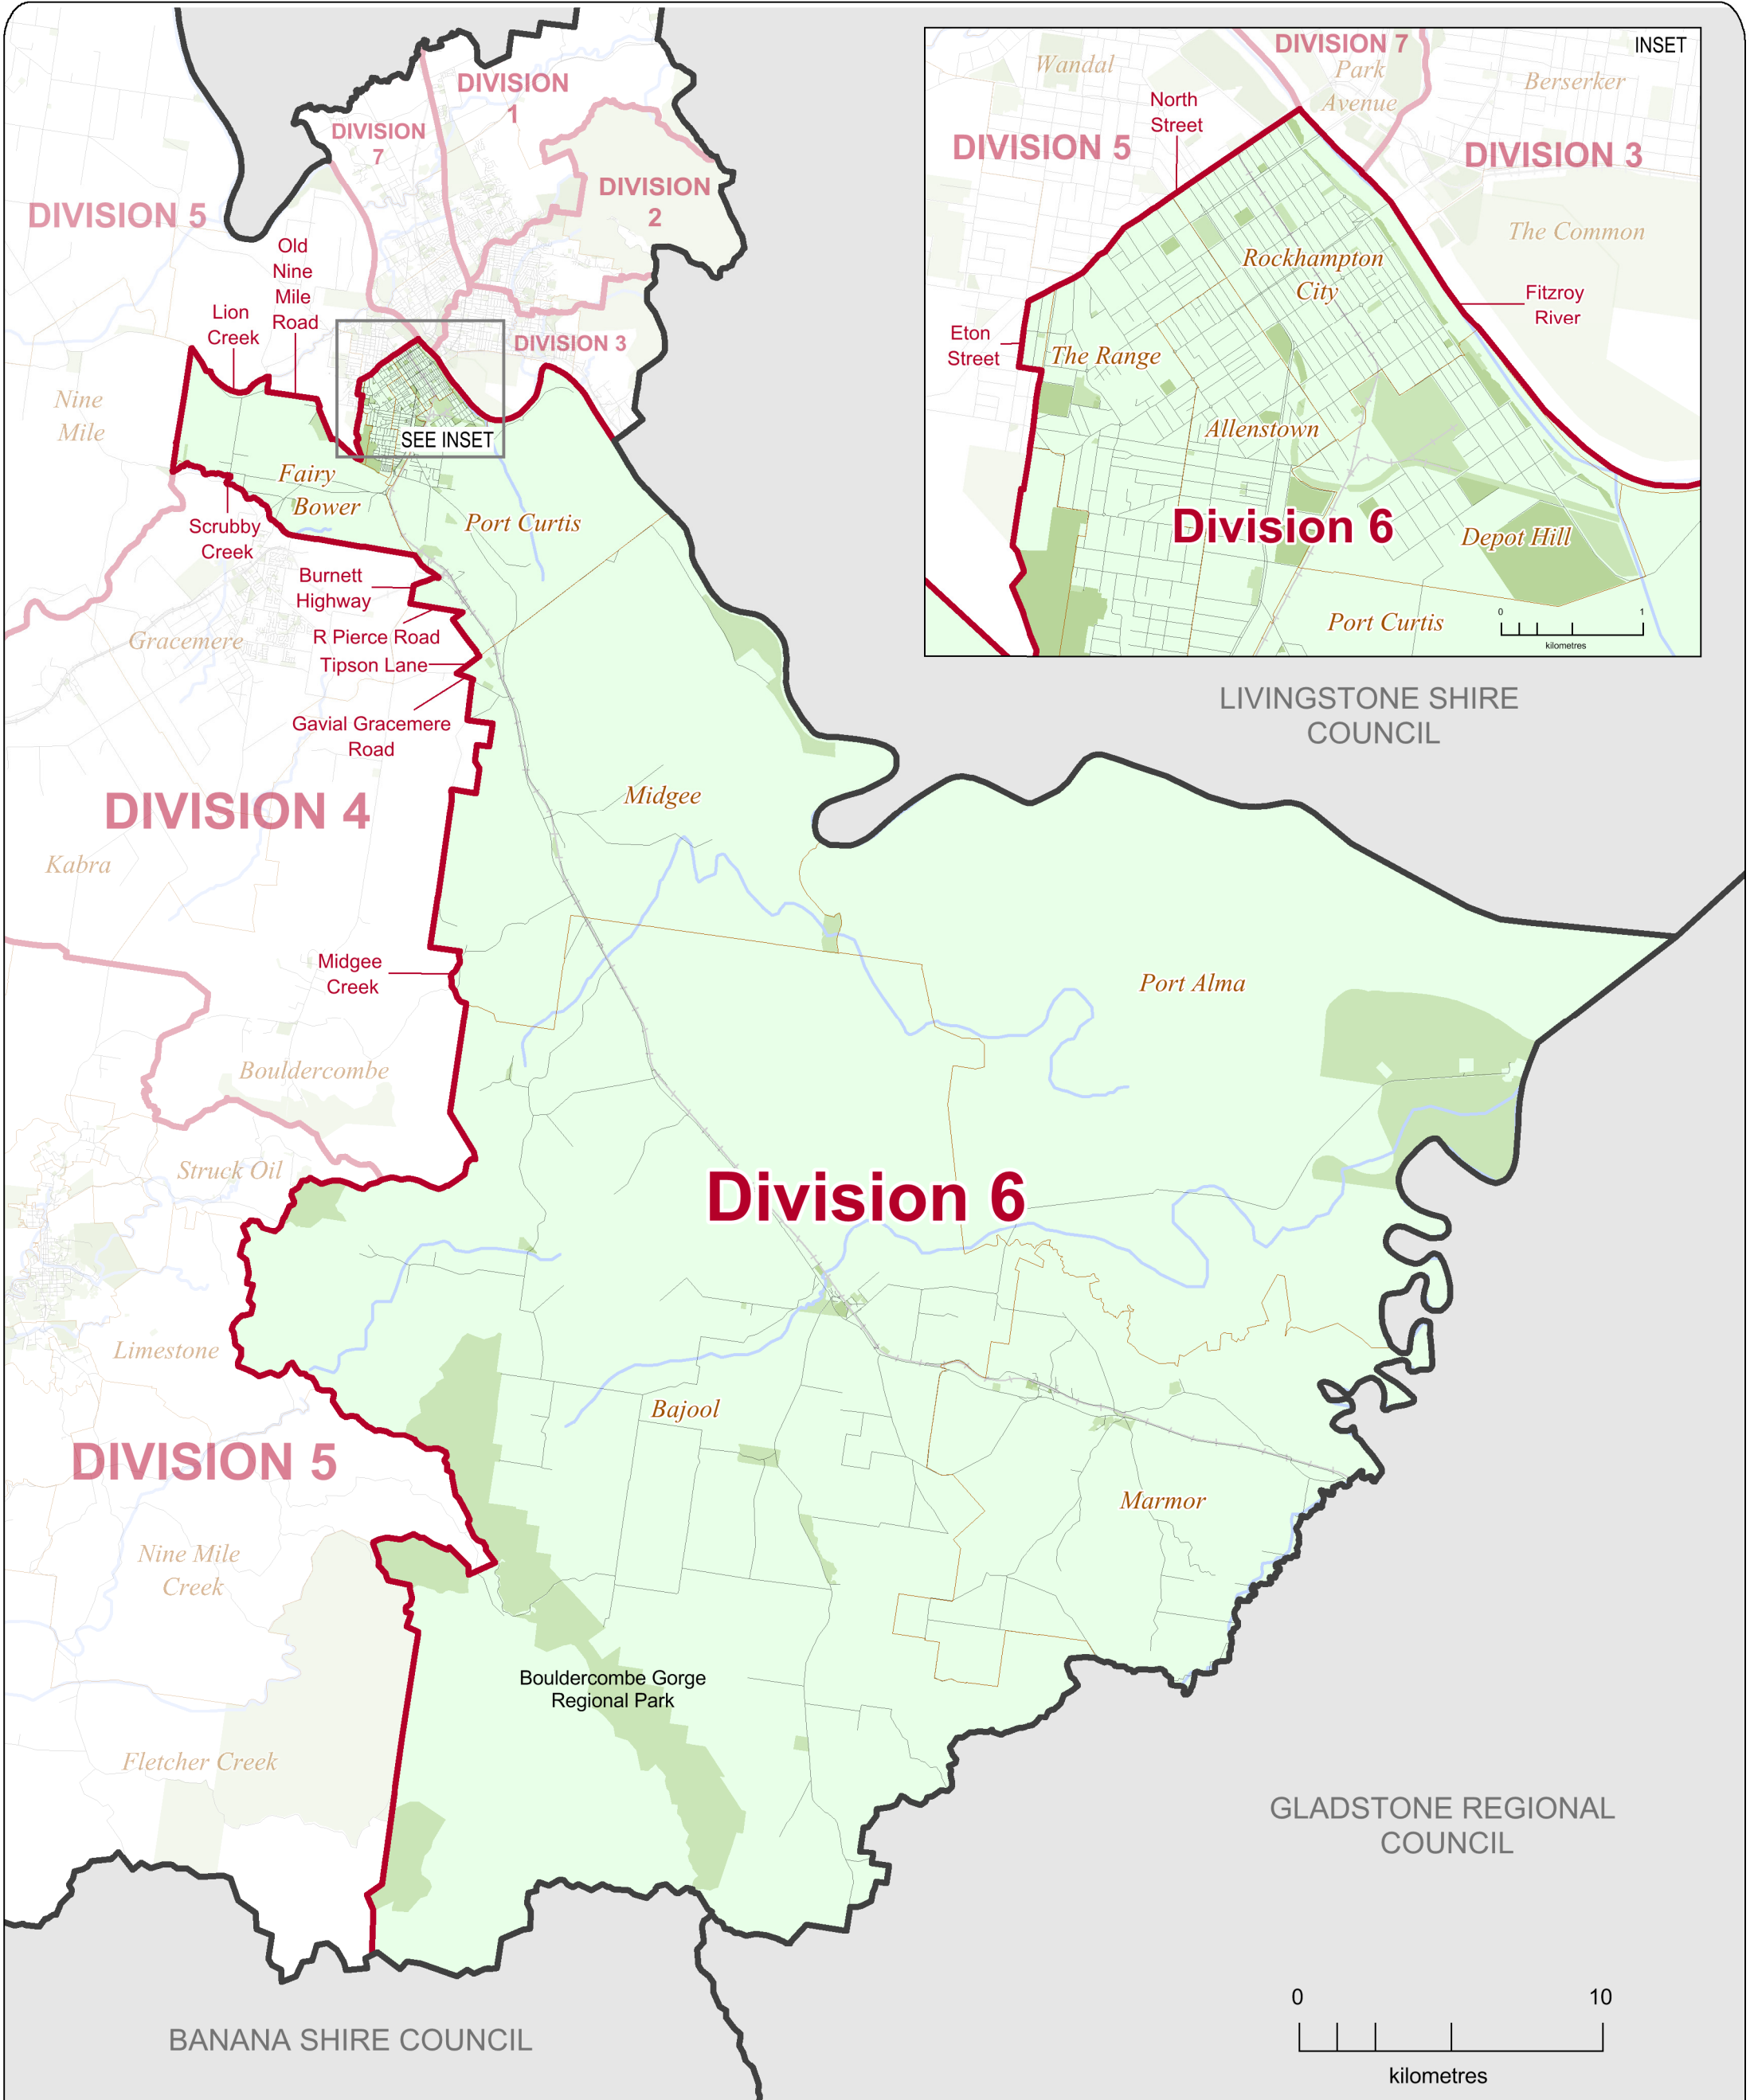 DIVISION
1
DIVISION
7
DIVISION
2
DIVISION 5
Old
Nine
Mile
Road
Lion
Creek
DIVISION 3
SEE INSET
Nine
Mile
Fairy
Bower
Port Curtis
Scrubby
Creek
Burnett
Highway
R Pierce Road
Tipson Lane
Gavial Gracemere
Road
Gracemere
DIVISION 4
Midgee
Kabra
Midgee
Creek
Port Alma
Bouldercombe
Struck Oil
Division 6
Limestone
Bajool
DIVISION 5
Marmor
Nine Mile
Creek
Bouldercombe Gorge
Regional Park
Fletcher Creek
INSET
DIVISION 7
Wandal
Park
Avenue
Berserker
North
Street
DIVISION 5
DIVISION 3
The Common
Rockhampton
City
Fitzroy
River
Eton
Street
The Range
Allenstown
Division 6
Depot Hill
Port Curtis
0 1
kilometres
LIVINGSTONE SHIRE
COUNCIL
GLADSTONE REGIONAL
COUNCIL
BANANA SHIRE COUNCIL
0 10
kilometres